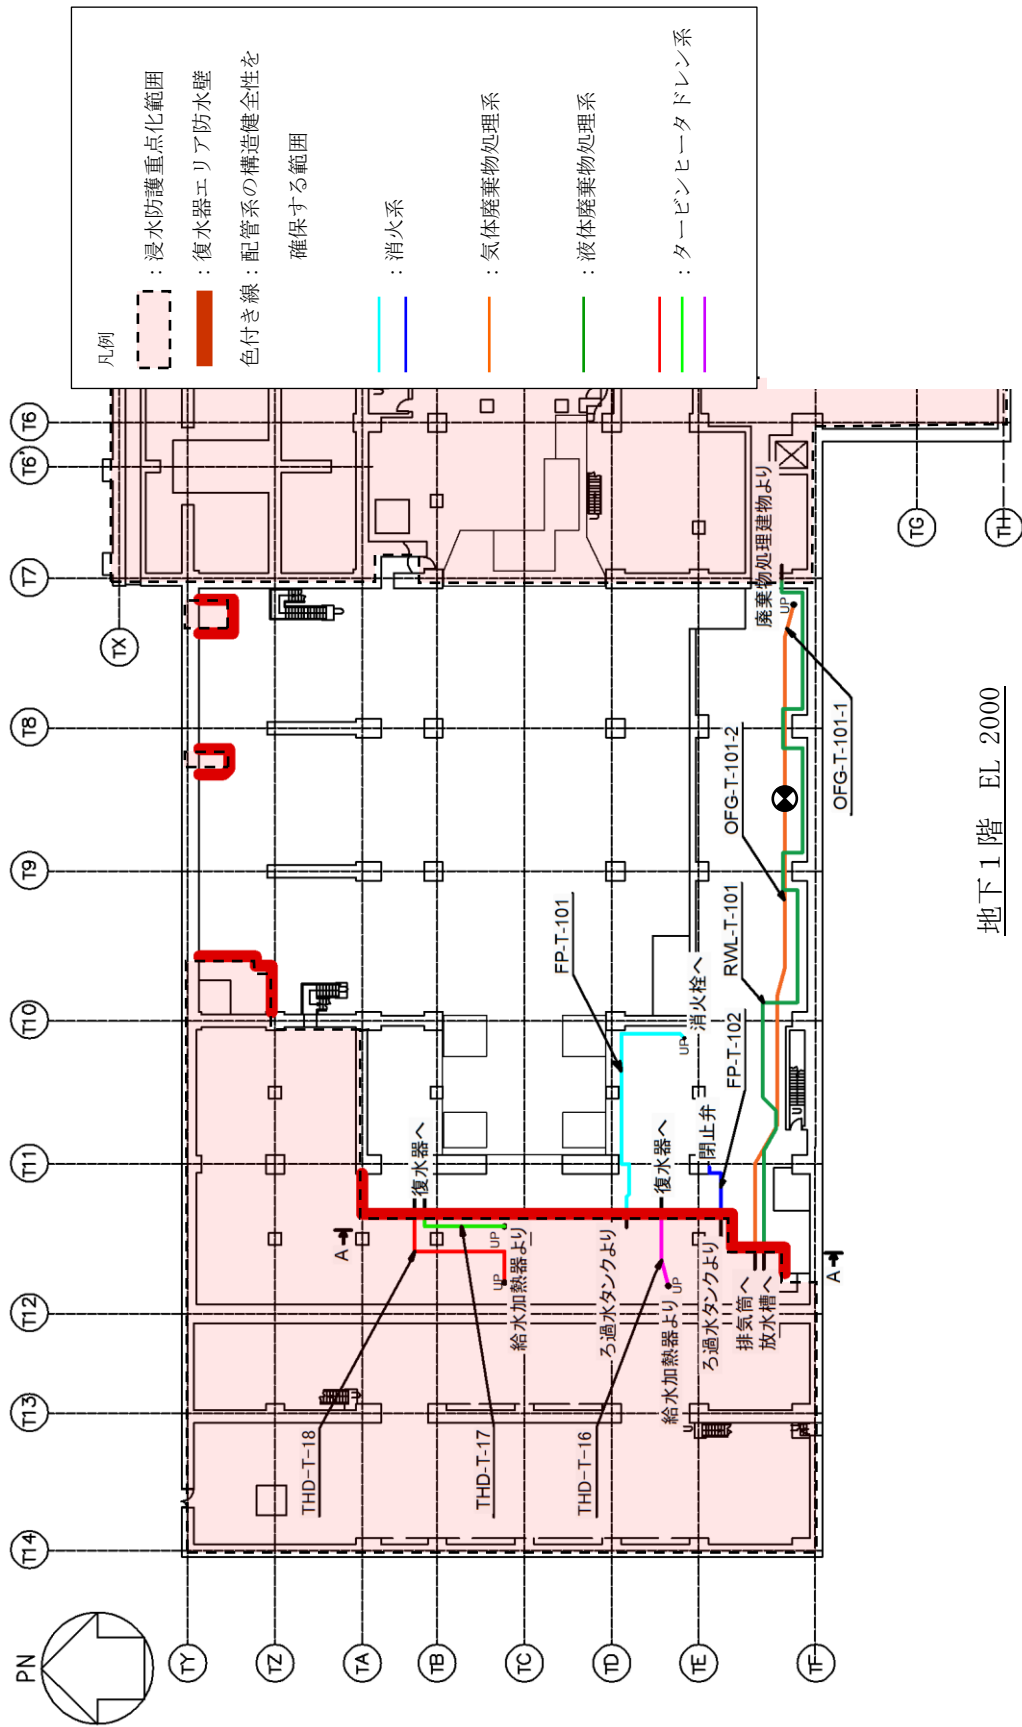 凡例
：浸水防護重点化範囲
：復水器エリア防水壁
色付き線：配管系の構造健全性を
確保する範囲
：消火系
：気体廃棄物処理系
：液体廃棄物処理系
：タービンヒータドレン系
PN
T14
T13
T12
T11
T10
T9
T8
T7
T6'
T6
TX
TY
TZ
TA
TB
TC
TD
TE
TF
TG
TH
THD-T-18
THD-T-17
THD-T-16
復水器へ
UP
UP
給水加熱器より
A
FP-T-101
ろ過水タンクより
復水器へ
UP
給水加熱器より
UP
消火栓へ
FP-T-102
閉止弁
ろ過水タンクより
RWL-T-101
OFG-T-101-2
OFG-T-101-1
排気筒へ
放水槽へ
A
廃棄物処理建物より
UP
地下１階 EL 2000